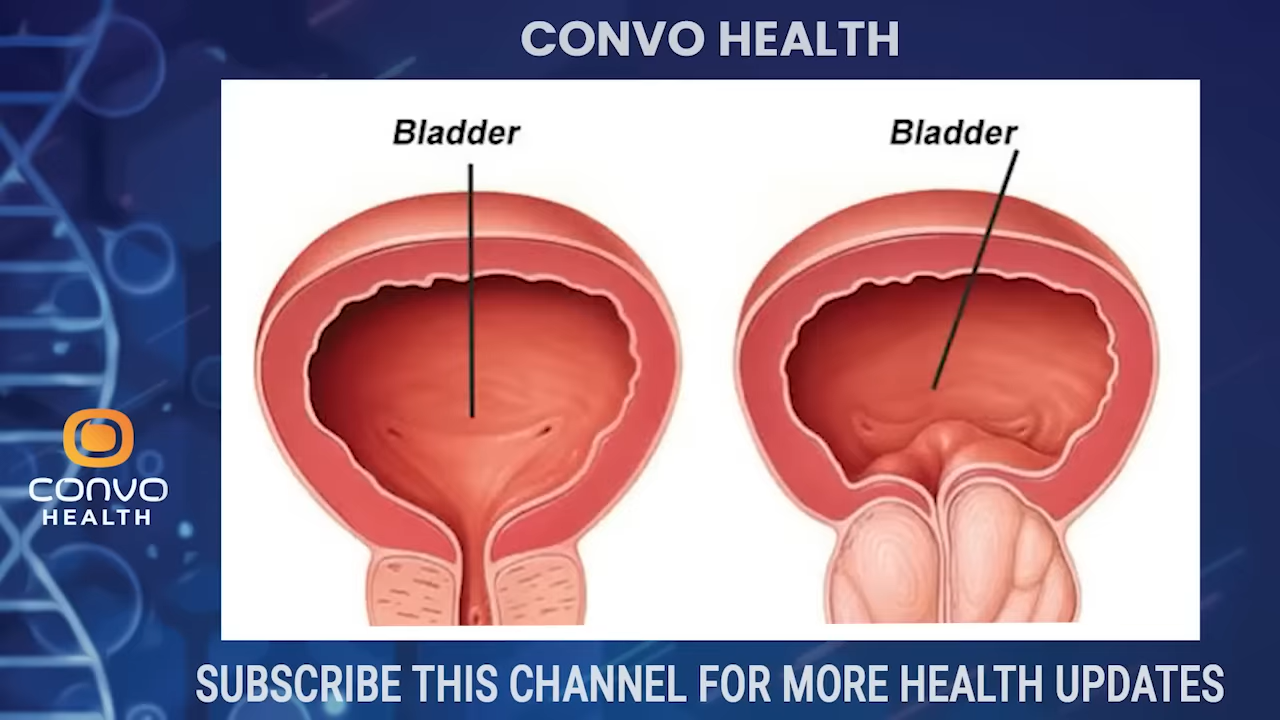 CONVO HEALTH
Bladder
Bladder
CONVO
HEALTH
SUBSCRIBE THIS CHANNEL FOR MORE HEALTH UPDATES